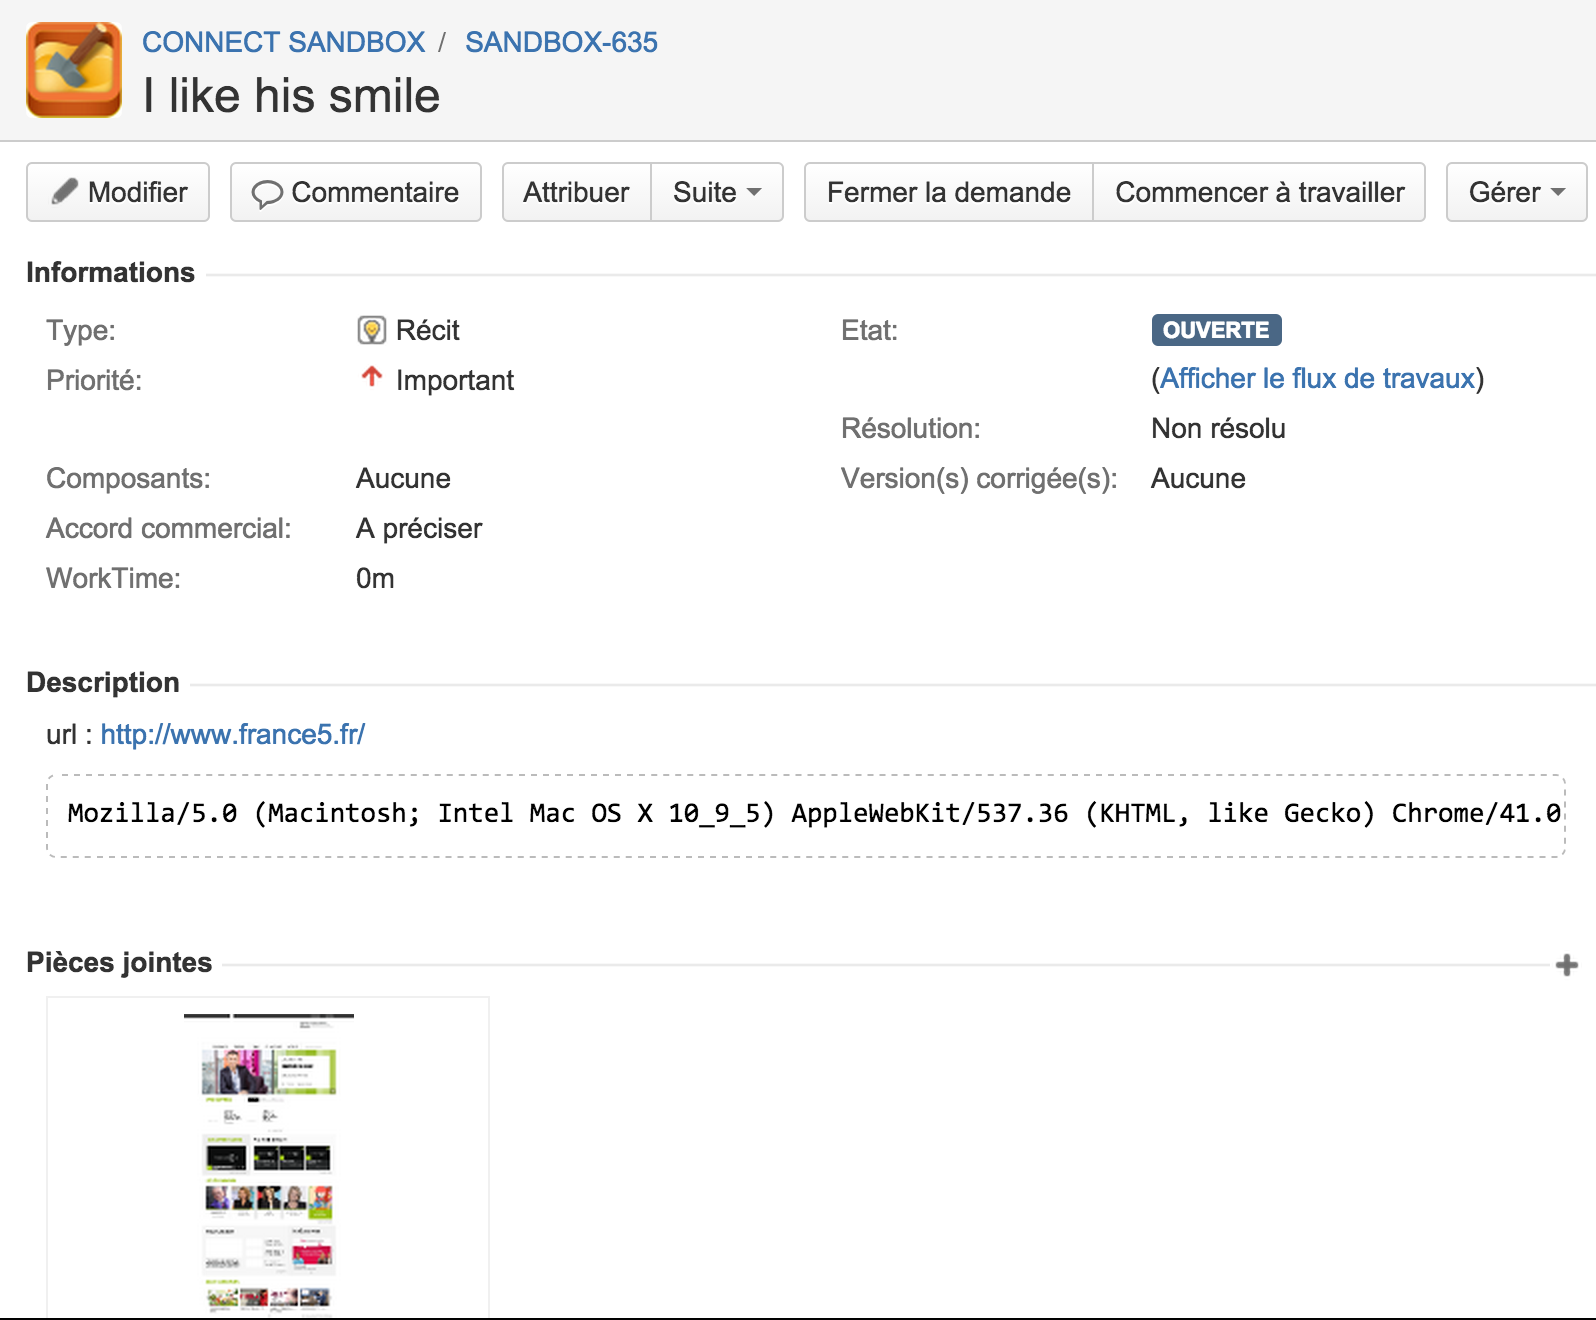 CONNECT SANDBOX / SANDBOX-635
I like his smile
Modifier Commentaire Attribuer Suite Fermer la demande Commencer à travailler Gérer
Informations
Type: Récit Etat: OUVERTE
Priorité: Important (Afficher le flux de travaux)
Résolution: Non résolu
Composants: Aucune Version(s) corrigée(s): Aucune
Accord commercial: A préciser
WorkTime: 0m
Description
url : http://www.france5.fr/
Mozilla/5.0 (Macintosh; Intel Mac OS X 10_9_5) AppleWebKit/537.36 (KHTML, like Gecko) Chrome/41.0
Pièces jointes